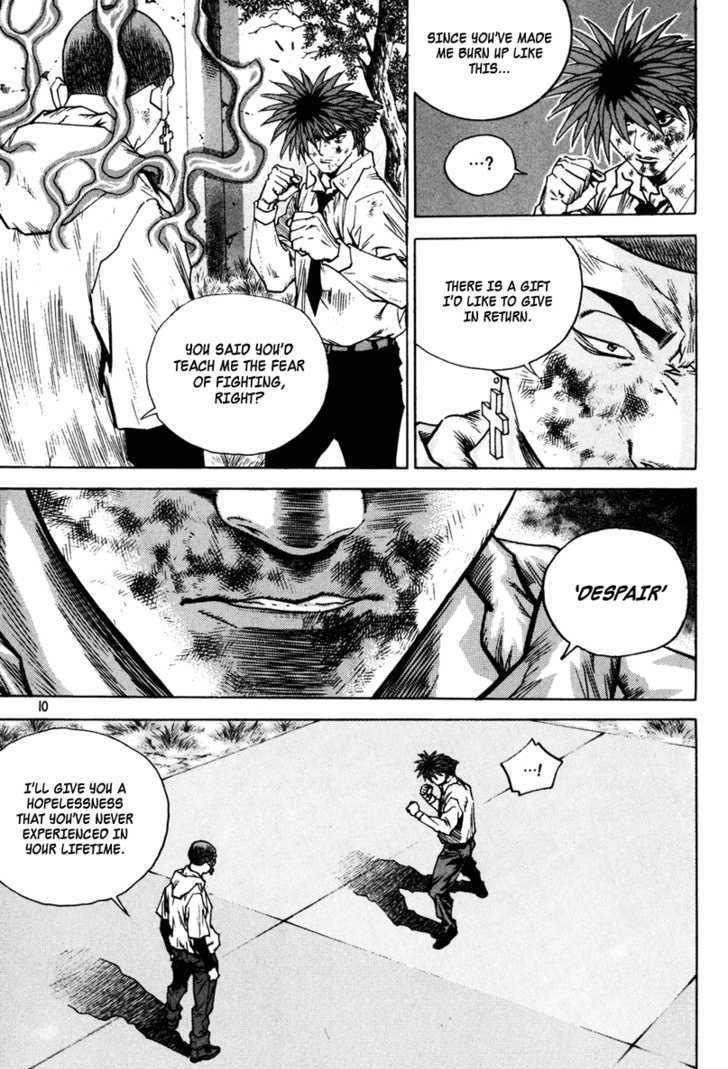 YOU SAID YOU'D
TEACH ME THE FEAR
OF FIGHTING,
RIGHT?
SINCE YOU'VE MADE
ME BURN UP LIKE
THIS...
...?
THERE IS A GIFT
I'D LIKE TO GIVE
IN RETURN.
'DESPAIR'
10
I'LL GIVE YOU A
HOPELESSNESS
THAT YOU'VE NEVER
EXPERIENCED IN
YOUR LIFETIME.
...!